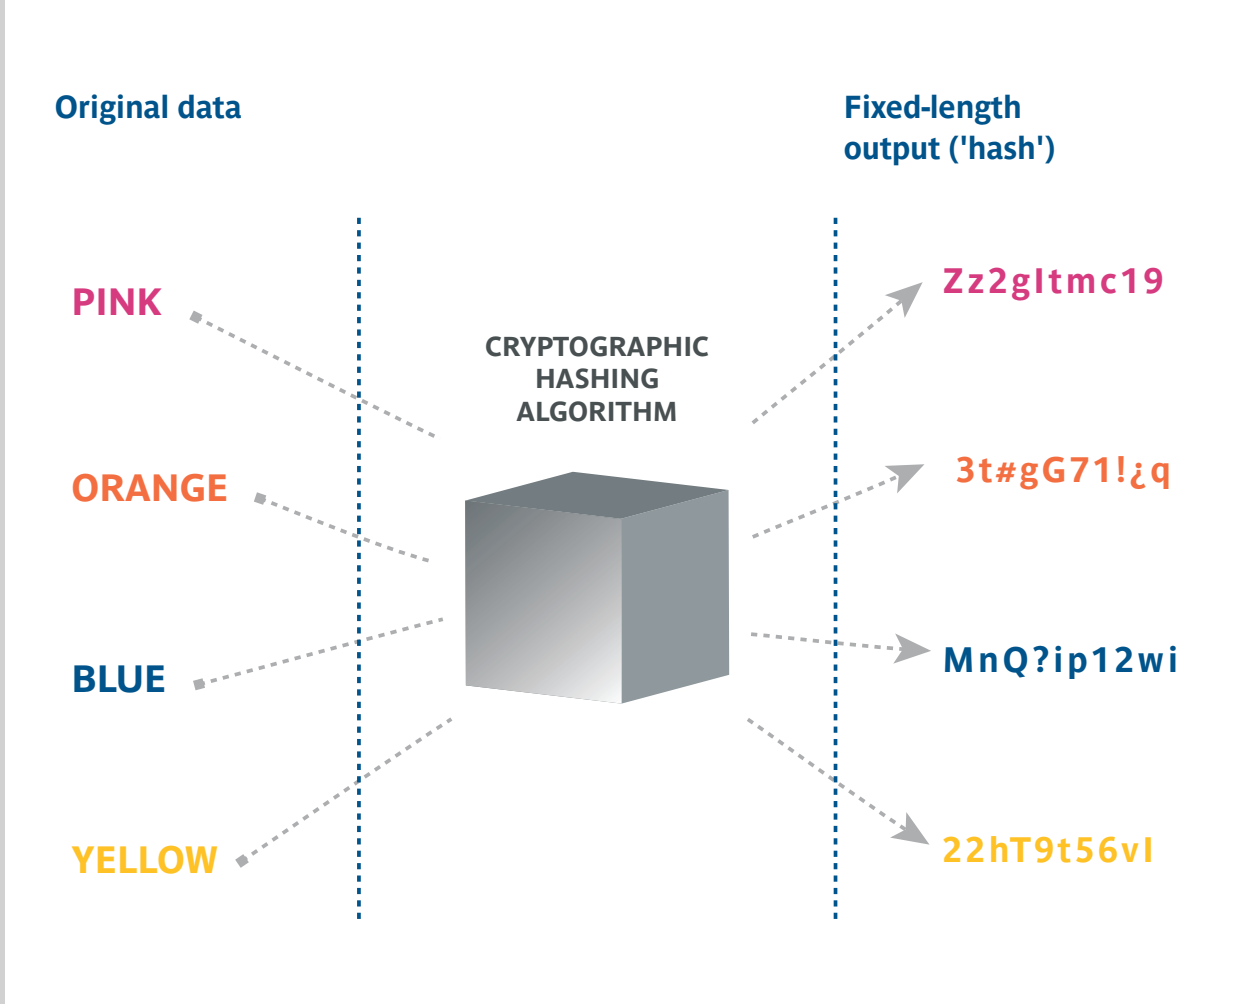 Original data
Fixed-length
output ('hash')
PINK
Zz2gItmc19
CRYPTOGRAPHIC
HASHING
ALGORITHM
ORANGE
3t#gG71!¿q
BLUE
MnQ?ip12wi
YELLOW
22hT9t56vI